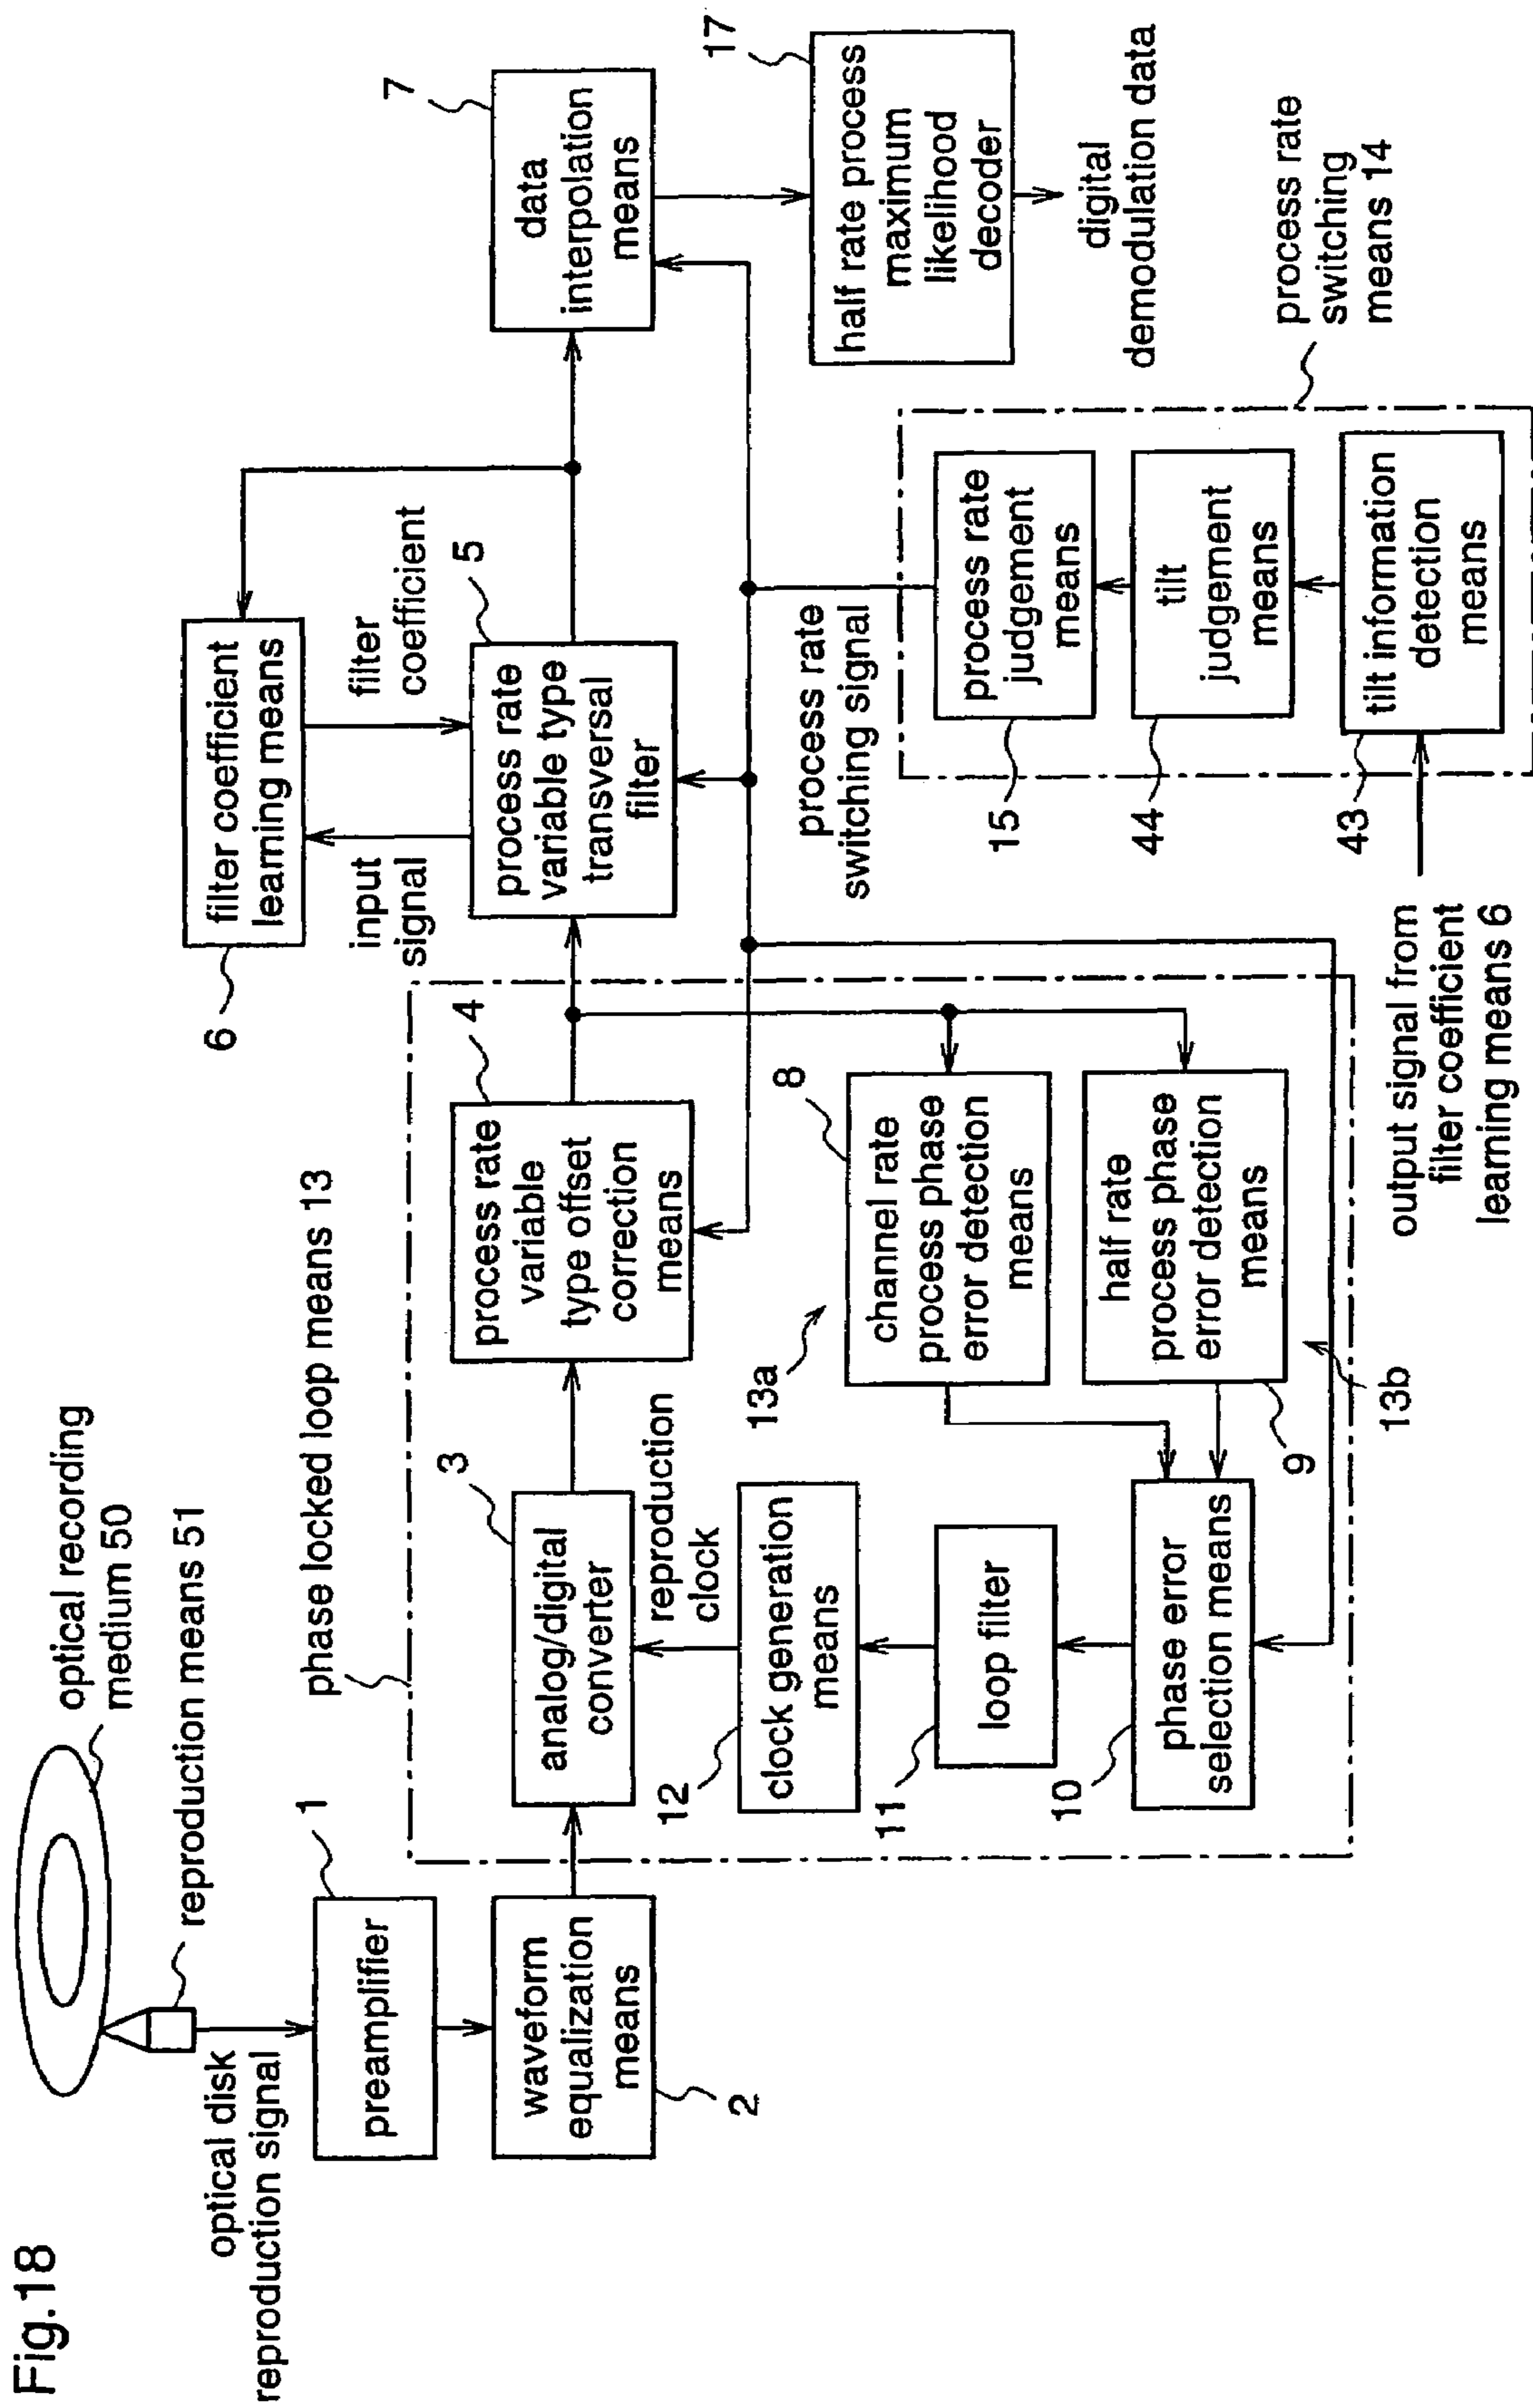 Fig.18
optical recording
medium 50
reproduction means 51
optical disk
reproduction signal
1
preamplifier
waveform
equalization
means
2
phase locked loop means 13
3
analog/digital
converter
reproduction
clock
4
process rate
variable
type offset
correction
means
12
clock generation
means
11
loop filter
10
phase error
selection means
13a
8
channel rate
process phase
error detection
means
half rate
process phase
error detection
means
9
13b
6
filter coefficient
learning means
input
signal
filter
coefficient
5
process rate
variable type
transversal
filter
7
data
interpolation
means
17
half rate process
maximum
likelihood
decoder
digital
demodulation data
process rate
switching signal
process rate
switching
means 14
15
process rate
judgement
means
44
tilt
judgement
means
43
tilt information
detection
means
output signal from
filter coefficient
learning means 6